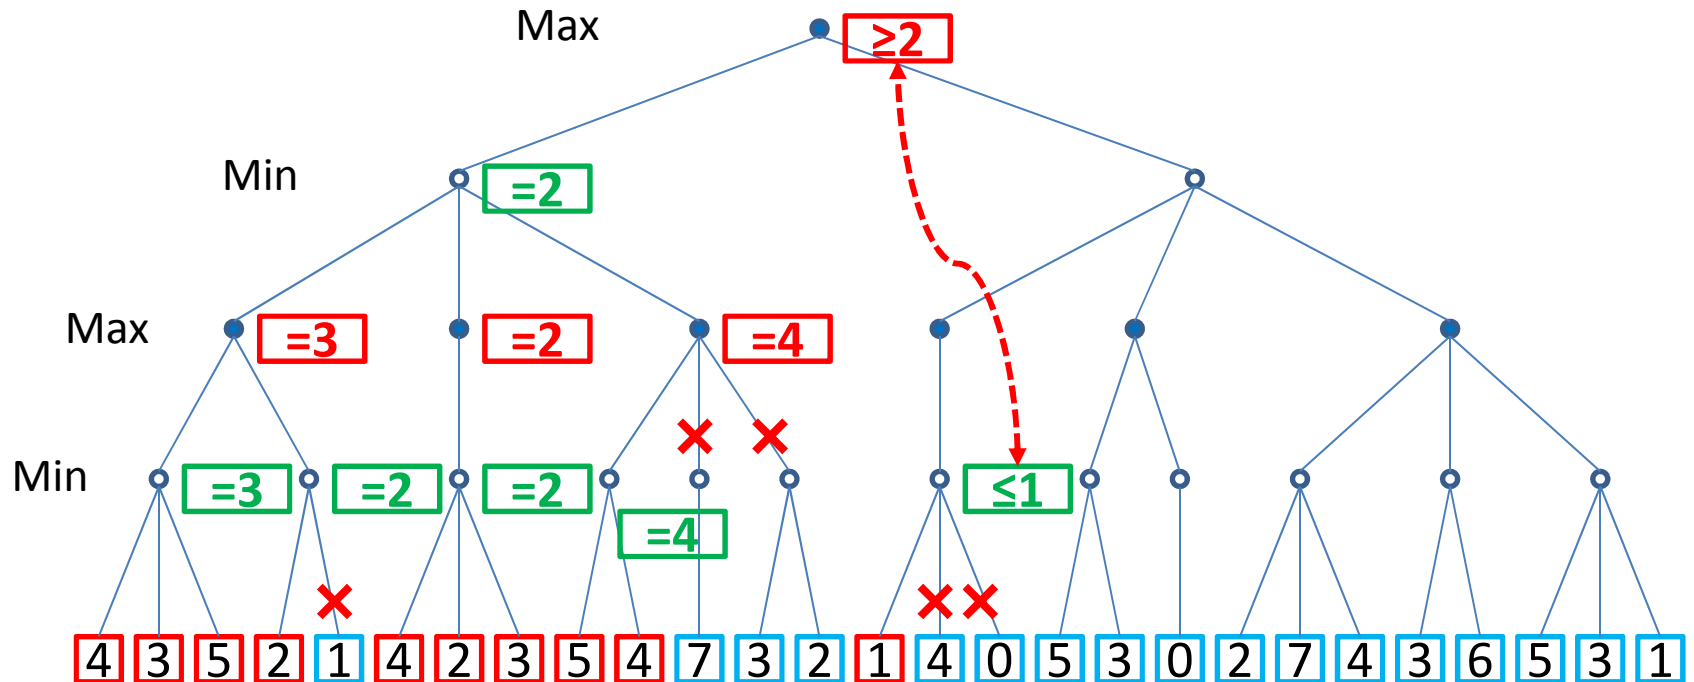 Max ≥2
Min =2
Max =3 =2 =4
Min =3 =2 =2 ≤1
=4
4 3 5 2 1 4 2 3 5 4 7 3 2 1 4 0 5 3 0 2 7 4 3 6 5 3 1